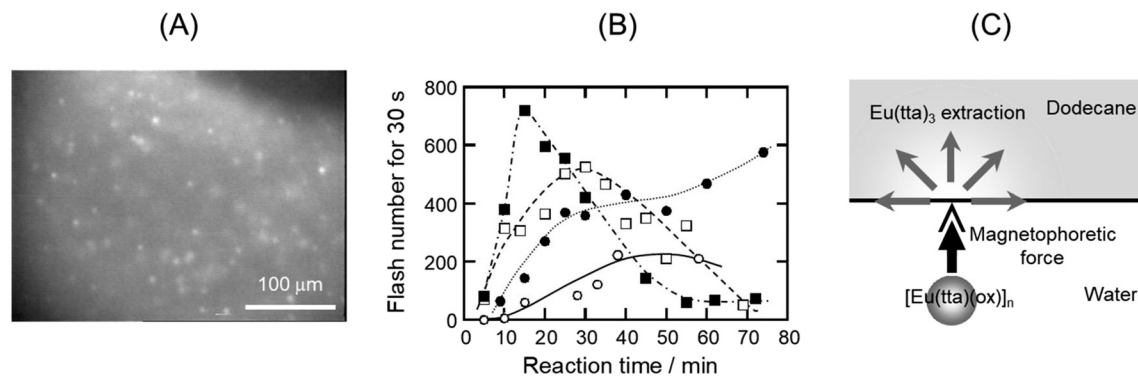 (A)
(B)
(C)
100 μm
Flash number for 30 s
800
600
400
200
0
0 10 20 30 40 50 60 70 80
Reaction time / min
Dodecane
Eu(tta)₃ extraction
Magnetophoretic
force
[Eu(tta)(ox)]ₙ
Water